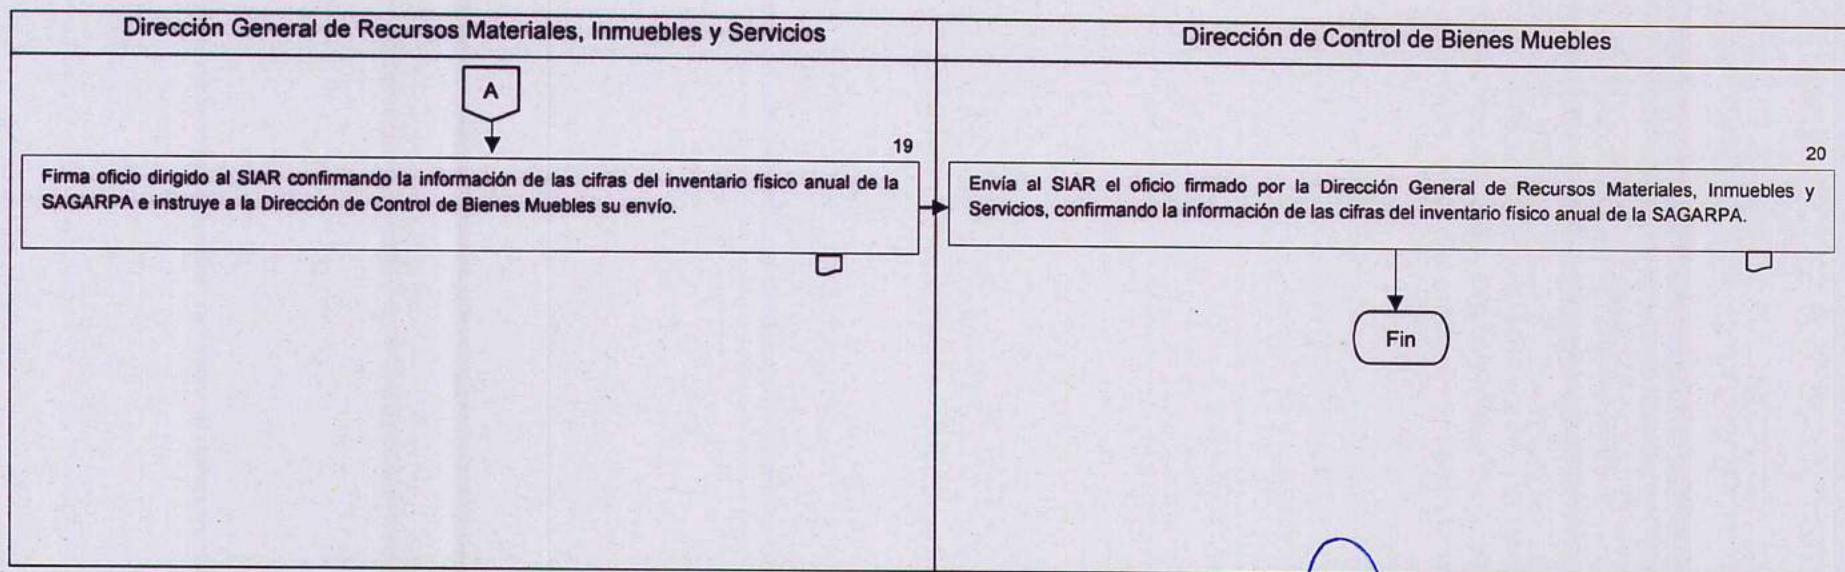 Dirección General de Recursos Materiales, Inmuebles y Servicios
Dirección de Control de Bienes Muebles
A
19
Firma oficio dirigido al SIAR confirmando la información de las cifras del inventario físico anual de la
SAGARPA e instruye a la Dirección de Control de Bienes Muebles su envío.
20
Envía al SIAR el oficio firmado por la Dirección General de Recursos Materiales, Inmuebles y
Servicios, confirmando la información de las cifras del inventario físico anual de la SAGARPA.
Fin